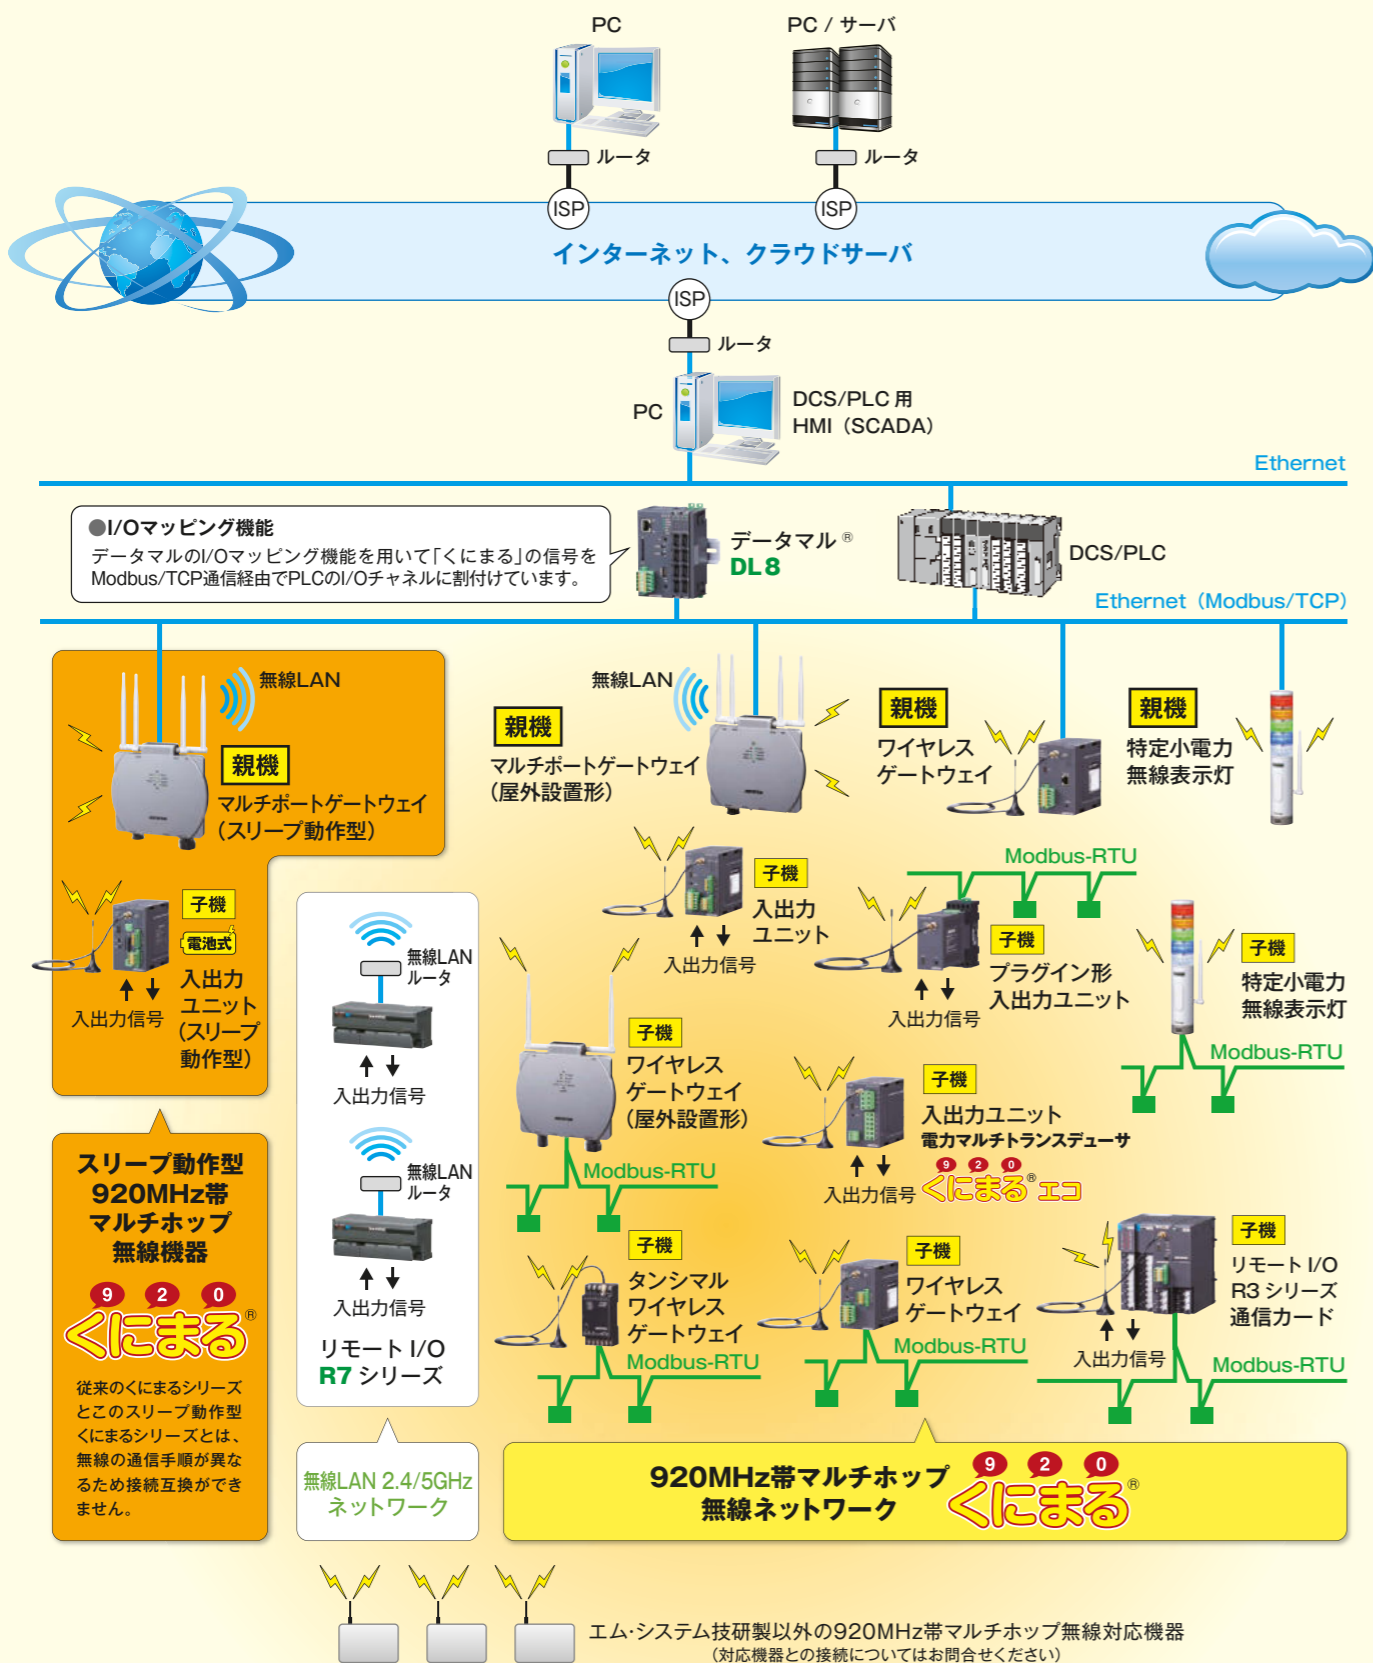 PC
PC / サーバ
ルータ
ルータ
ISP
ISP
インターネット、クラウドサーバ
ISP
ルータ
PC
DCS/PLC 用
HMI（SCADA）
Ethernet
●I/Oマッピング機能
データマルのI/Oマッピング機能を用いて「くにまる」の信号を
Modbus/TCP通信経由でPLCのI/Oチャネルに割付けています。
データマル®
DL8
DCS/PLC
Ethernet（Modbus/TCP）
無線LAN
親機
マルチポートゲートウェイ
（スリープ動作型）
無線LAN
親機
マルチポートゲートウェイ
（屋外設置形）
親機
ワイヤレス
ゲートウェイ
親機
特定小電力
無線表示灯
子機
電池式
入出力
ユニット
（スリープ
動作型）
入出力信号
無線LAN
ルータ
入出力信号
無線LAN
ルータ
入出力信号
リモート I/O
R7 シリーズ
子機
入出力
ユニット
入出力信号
Modbus-RTU
子機
プラグイン形
入出力ユニット
入出力信号
子機
特定小電力
無線表示灯
Modbus-RTU
子機
ワイヤレス
ゲートウェイ
（屋外設置形）
Modbus-RTU
子機
入出力ユニット
電力マルチトランスデューサ
入出力信号
9 2 0
くにまる®エコ
子機
タンシマル
ワイヤレス
ゲートウェイ
Modbus-RTU
子機
ワイヤレス
ゲートウェイ
Modbus-RTU
子機
リモート I/O
R3 シリーズ
通信カード
入出力信号
Modbus-RTU
スリープ動作型
920MHz帯
マルチホップ
無線機器
9 2 0
くにまる®
従来のくにまるシリーズ
とこのスリープ動作型
くにまるシリーズとは、
無線の通信手順が異な
るため接続互換ができ
ません。
無線LAN 2.4/5GHz
ネットワーク
920MHz帯マルチホップ
無線ネットワーク
9 2 0
くにまる®
エム・システム技研製以外の920MHz帯マルチホップ無線対応機器
（対応機器との接続についてはお問合せください）